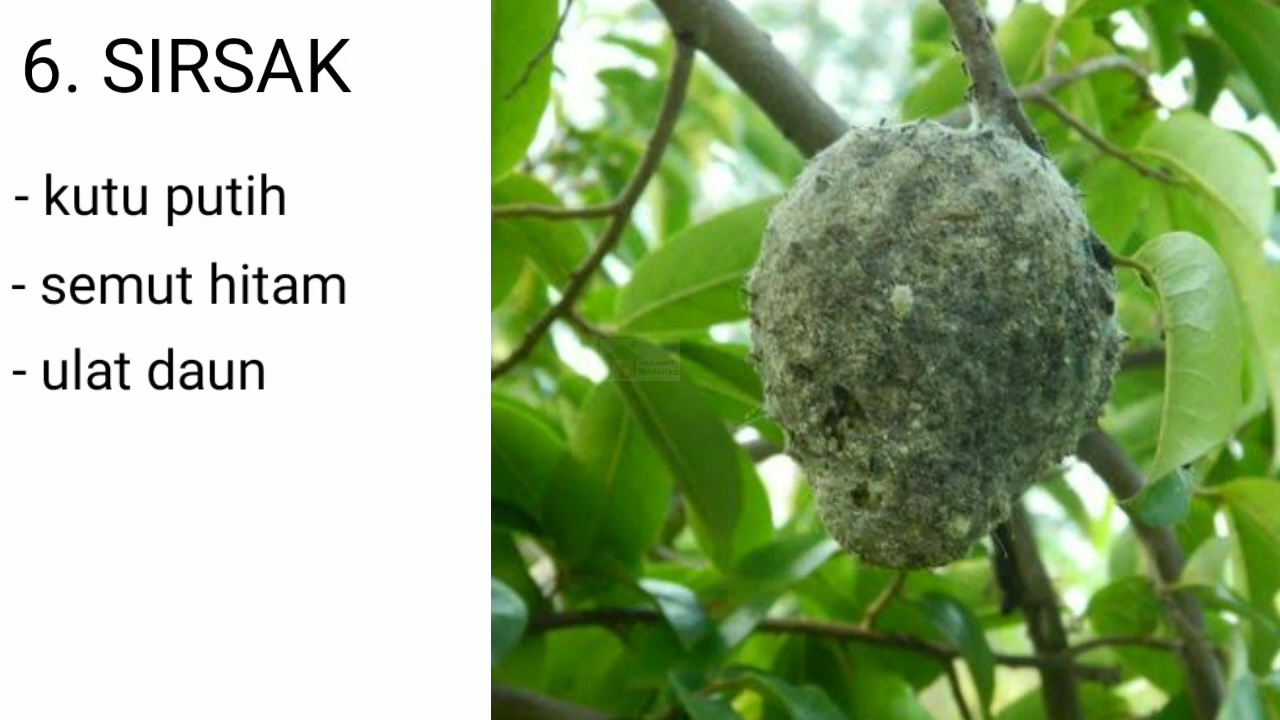 6. SIRSAK
- kutu putih
- semut hitam
- ulat daun